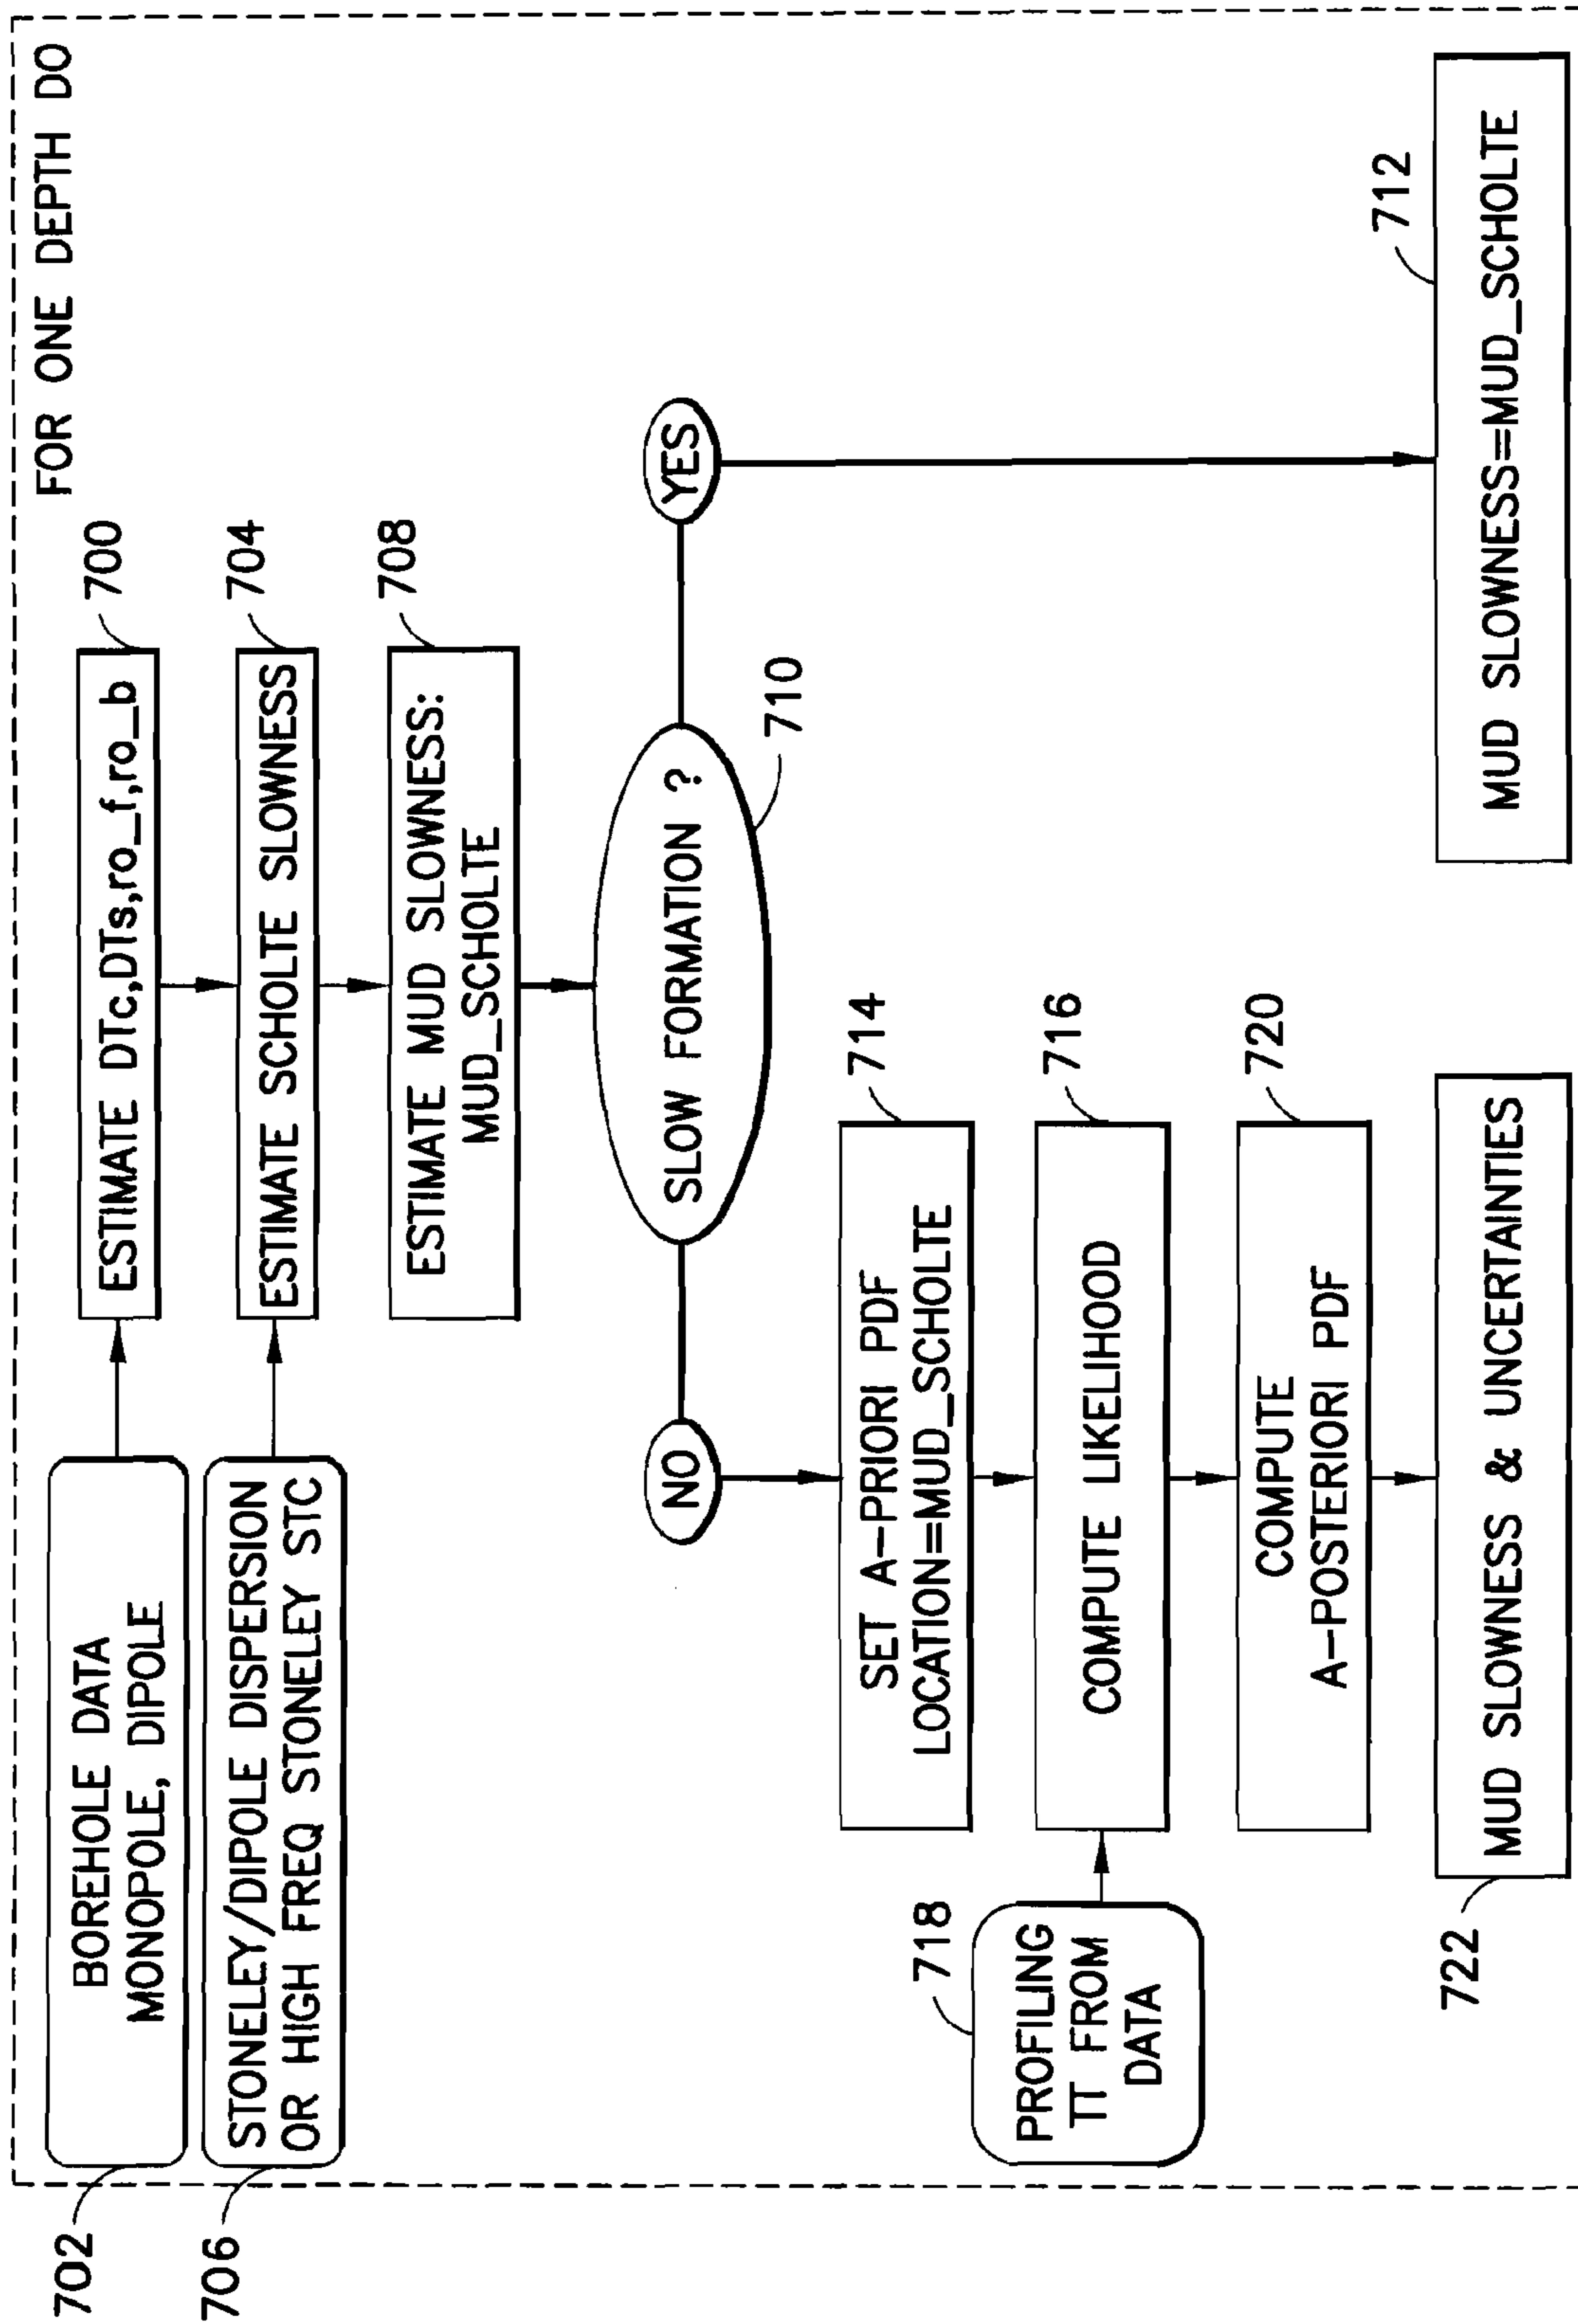 FOR ONE DEPTH DO
702
BOREHOLE DATA
MONOPOLE, DIPOLE
700
ESTIMATE DTc,DTs,ro_f,ro_b
706
STONELEY/DIPOLE DISPERSION
OR HIGH FREQ STONELEY STC
704
ESTIMATE SCHOLTE SLOWNESS
708
ESTIMATE MUD SLOWNESS:
MUD_SCHOLTE
SLOW FORMATION ?
710
NO
YES
714
SET A-PRIORI PDF
LOCATION=MUD_SCHOLTE
718
PROFILING
TT FROM
DATA
716
COMPUTE LIKELIHOOD
720
COMPUTE
A-POSTERIORI PDF
722
MUD SLOWNESS & UNCERTAINTIES
712
MUD SLOWNESS=MUD_SCHOLTE